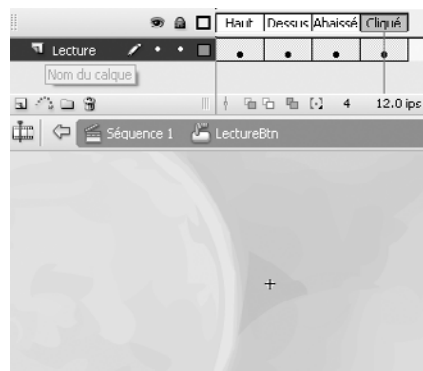 Haut Dessus Abaissé Cliqué
Lecture
Nom du calque
4 12.0 ips
Séquence 1 LectureBtn